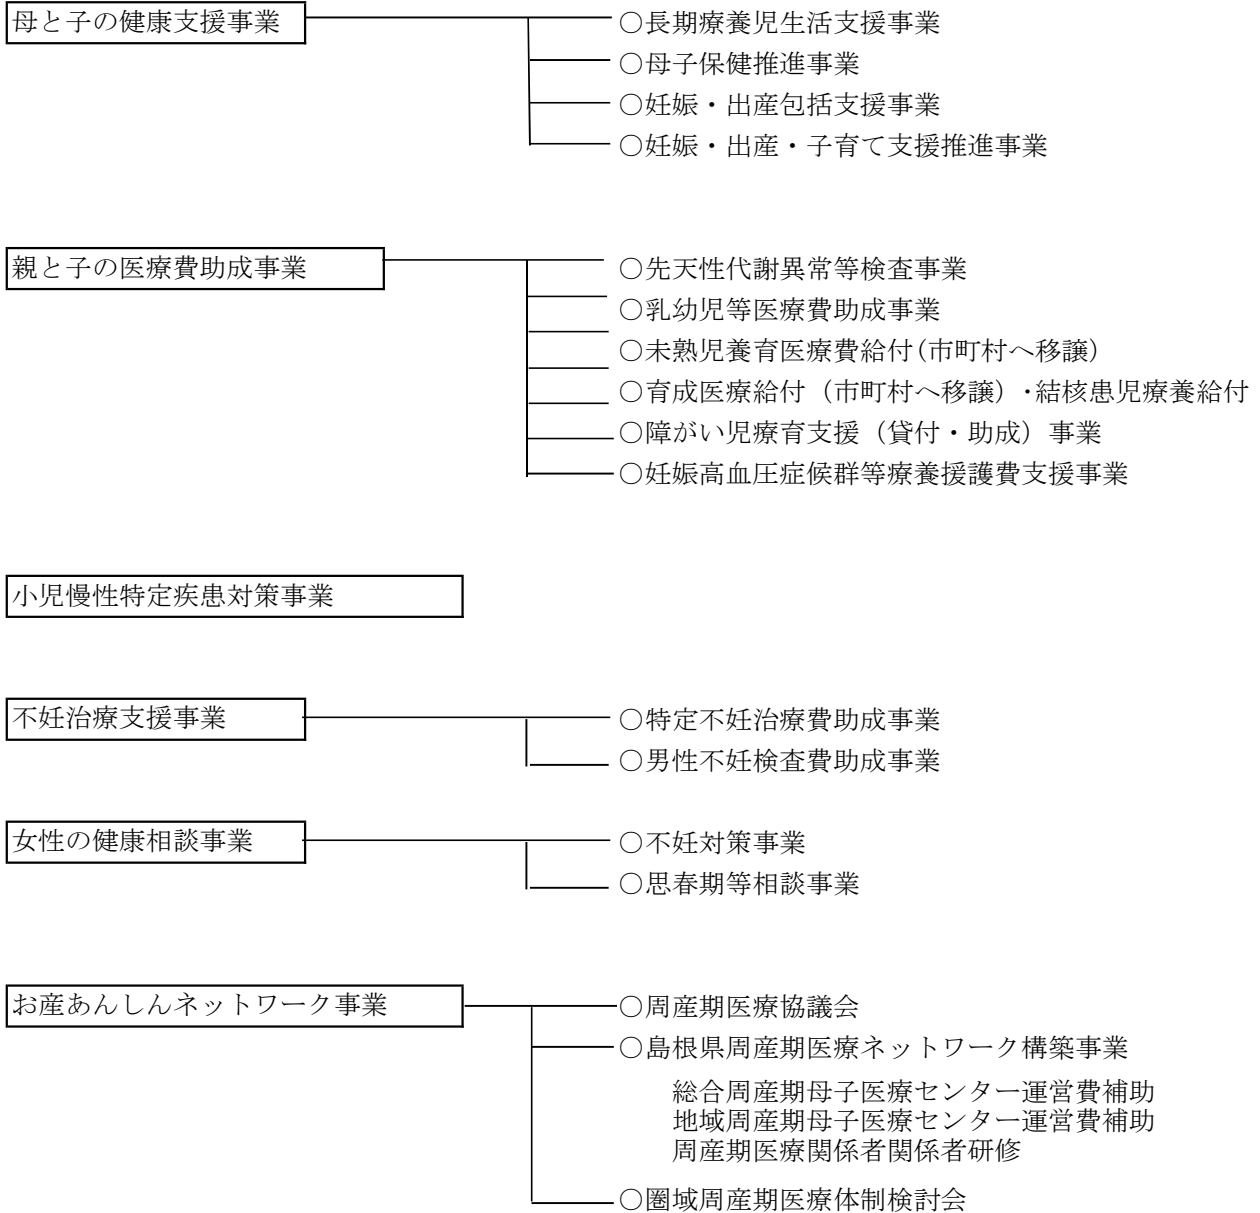 母と子の健康支援事業
○長期療養児生活支援事業
○母子保健推進事業
○妊娠・出産包括支援事業
○妊娠・出産・子育て支援推進事業
親と子の医療費助成事業
○先天性代謝異常等検査事業
○乳幼児等医療費助成事業
○未熟児養育医療費給付(市町村へ移譲)
○育成医療給付（市町村へ移譲）･結核患児療養給付
○障がい児療育支援（貸付・助成）事業
○妊娠高血圧症候群等療養援護費支援事業
小児慢性特定疾患対策事業
不妊治療支援事業
○特定不妊治療費助成事業
○男性不妊検査費助成事業
女性の健康相談事業
○不妊対策事業
○思春期等相談事業
お産あんしんネットワーク事業
○周産期医療協議会
○島根県周産期医療ネットワーク構築事業
総合周産期母子医療センター運営費補助
地域周産期母子医療センター運営費補助
周産期医療関係者関係者研修
○圏域周産期医療体制検討会